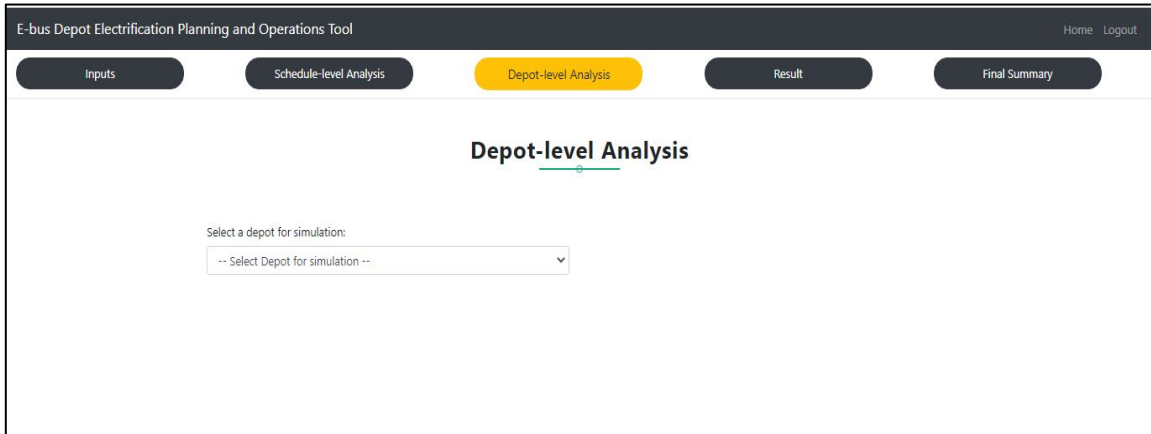 E-bus Depot Electrification Planning and Operations Tool
Home Logout
Inputs
Schedule-level Analysis
Depot-level Analysis
Result
Final Summary
Depot-level Analysis
Select a depot for simulation:
-- Select Depot for simulation --